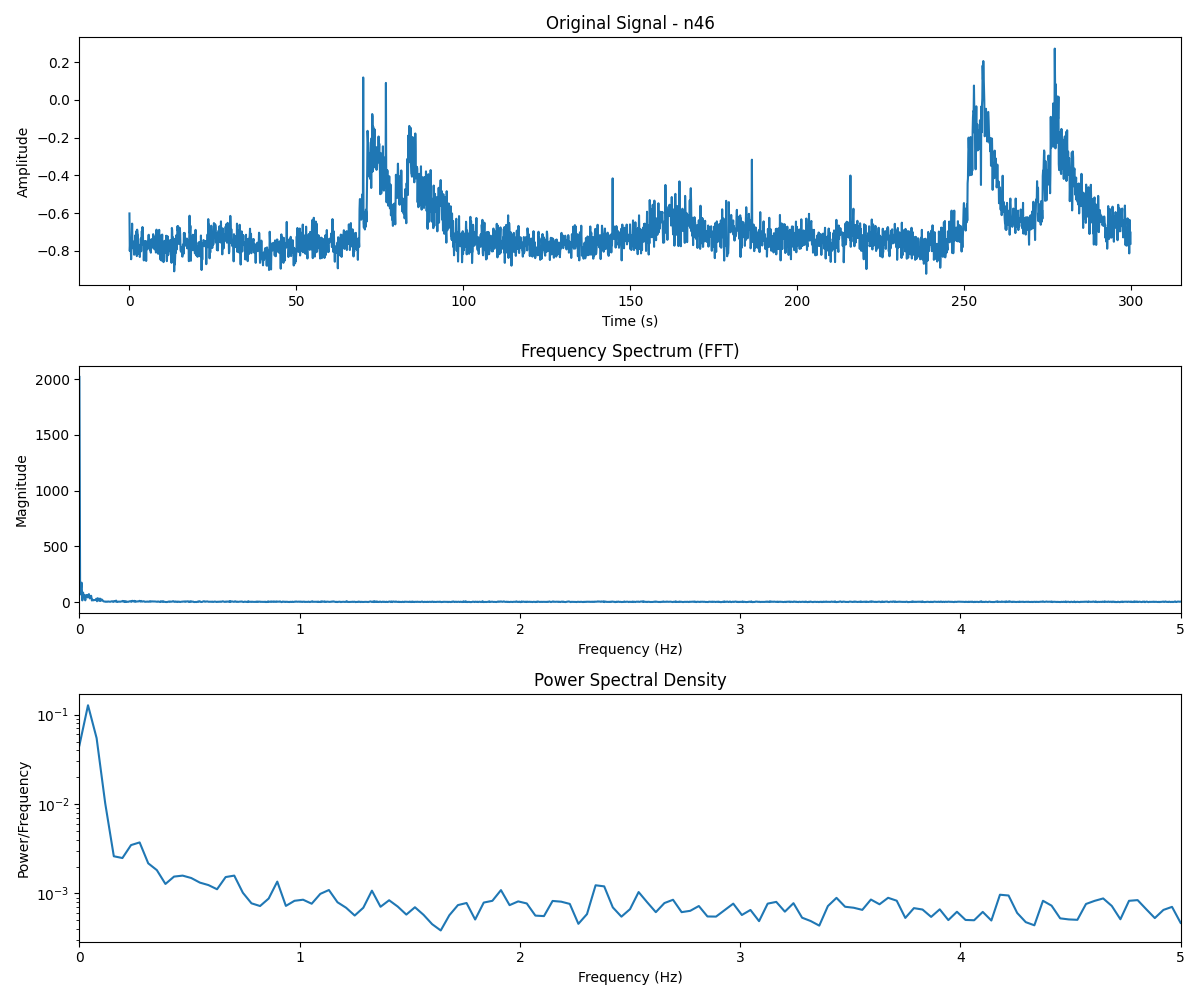 Original Signal - n46
Amplitude
0.2
0.0
−0.2
−0.4
−0.6
−0.8
0 50 100 150 200 250 300
Time (s)
Frequency Spectrum (FFT)
Magnitude
2000
1500
1000
500
0
0 1 2 3 4 5
Frequency (Hz)
Power Spectral Density
Power/Frequency
10⁻¹
10⁻²
10⁻³
0 1 2 3 4 5
Frequency (Hz)